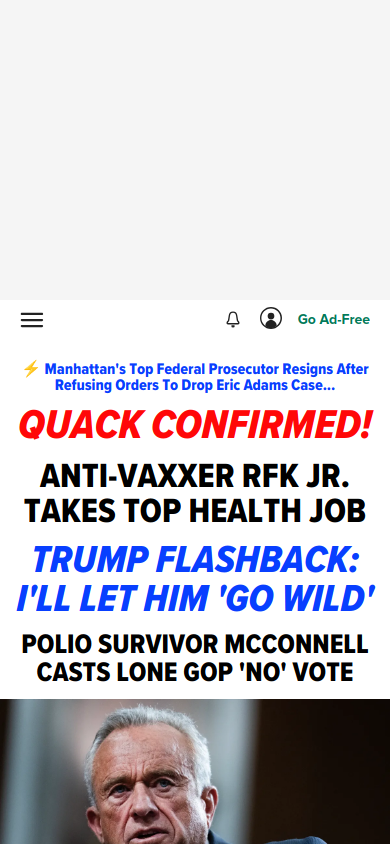 Go Ad-Free
⚡ Manhattan's Top Federal Prosecutor Resigns After
Refusing Orders To Drop Eric Adams Case...
QUACK CONFIRMED!
ANTI-VAXXER RFK JR.
TAKES TOP HEALTH JOB
TRUMP FLASHBACK:
I'LL LET HIM 'GO WILD'
POLIO SURVIVOR MCCONNELL
CASTS LONE GOP 'NO' VOTE